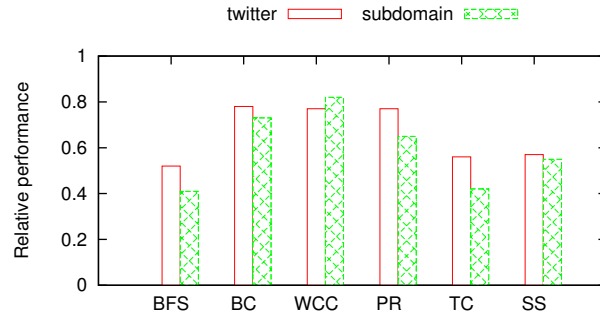 twitter subdomain
1
0.8
0.6
0.4
0.2
0
Relative performance
BFS BC WCC PR TC SS